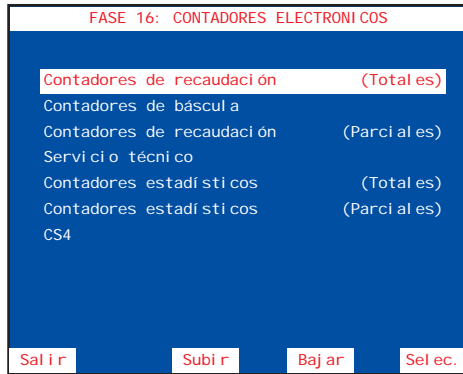 FASE 16: CONTADORES ELECTRONICOS
Contadores de recaudación (Totales)
Contadores de báscula
Contadores de recaudación (Parciales)
Servicio técnico
Contadores estadísticos (Totales)
Contadores estadísticos (Parciales)
CS4
Salir Subir Bajar Selec.